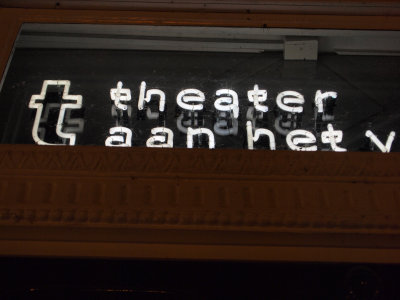 t theater
aan het v